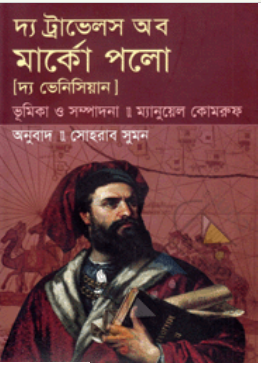 দ্য ট্রাভেলস অব
মার্কো পলো
[দ্য ভেনিসিয়ান]
ভূমিকা ও সম্পাদনা ॥ ম্যানুয়েল কোমরুফ
অনুবাদ ॥ সোহরাব সুমন